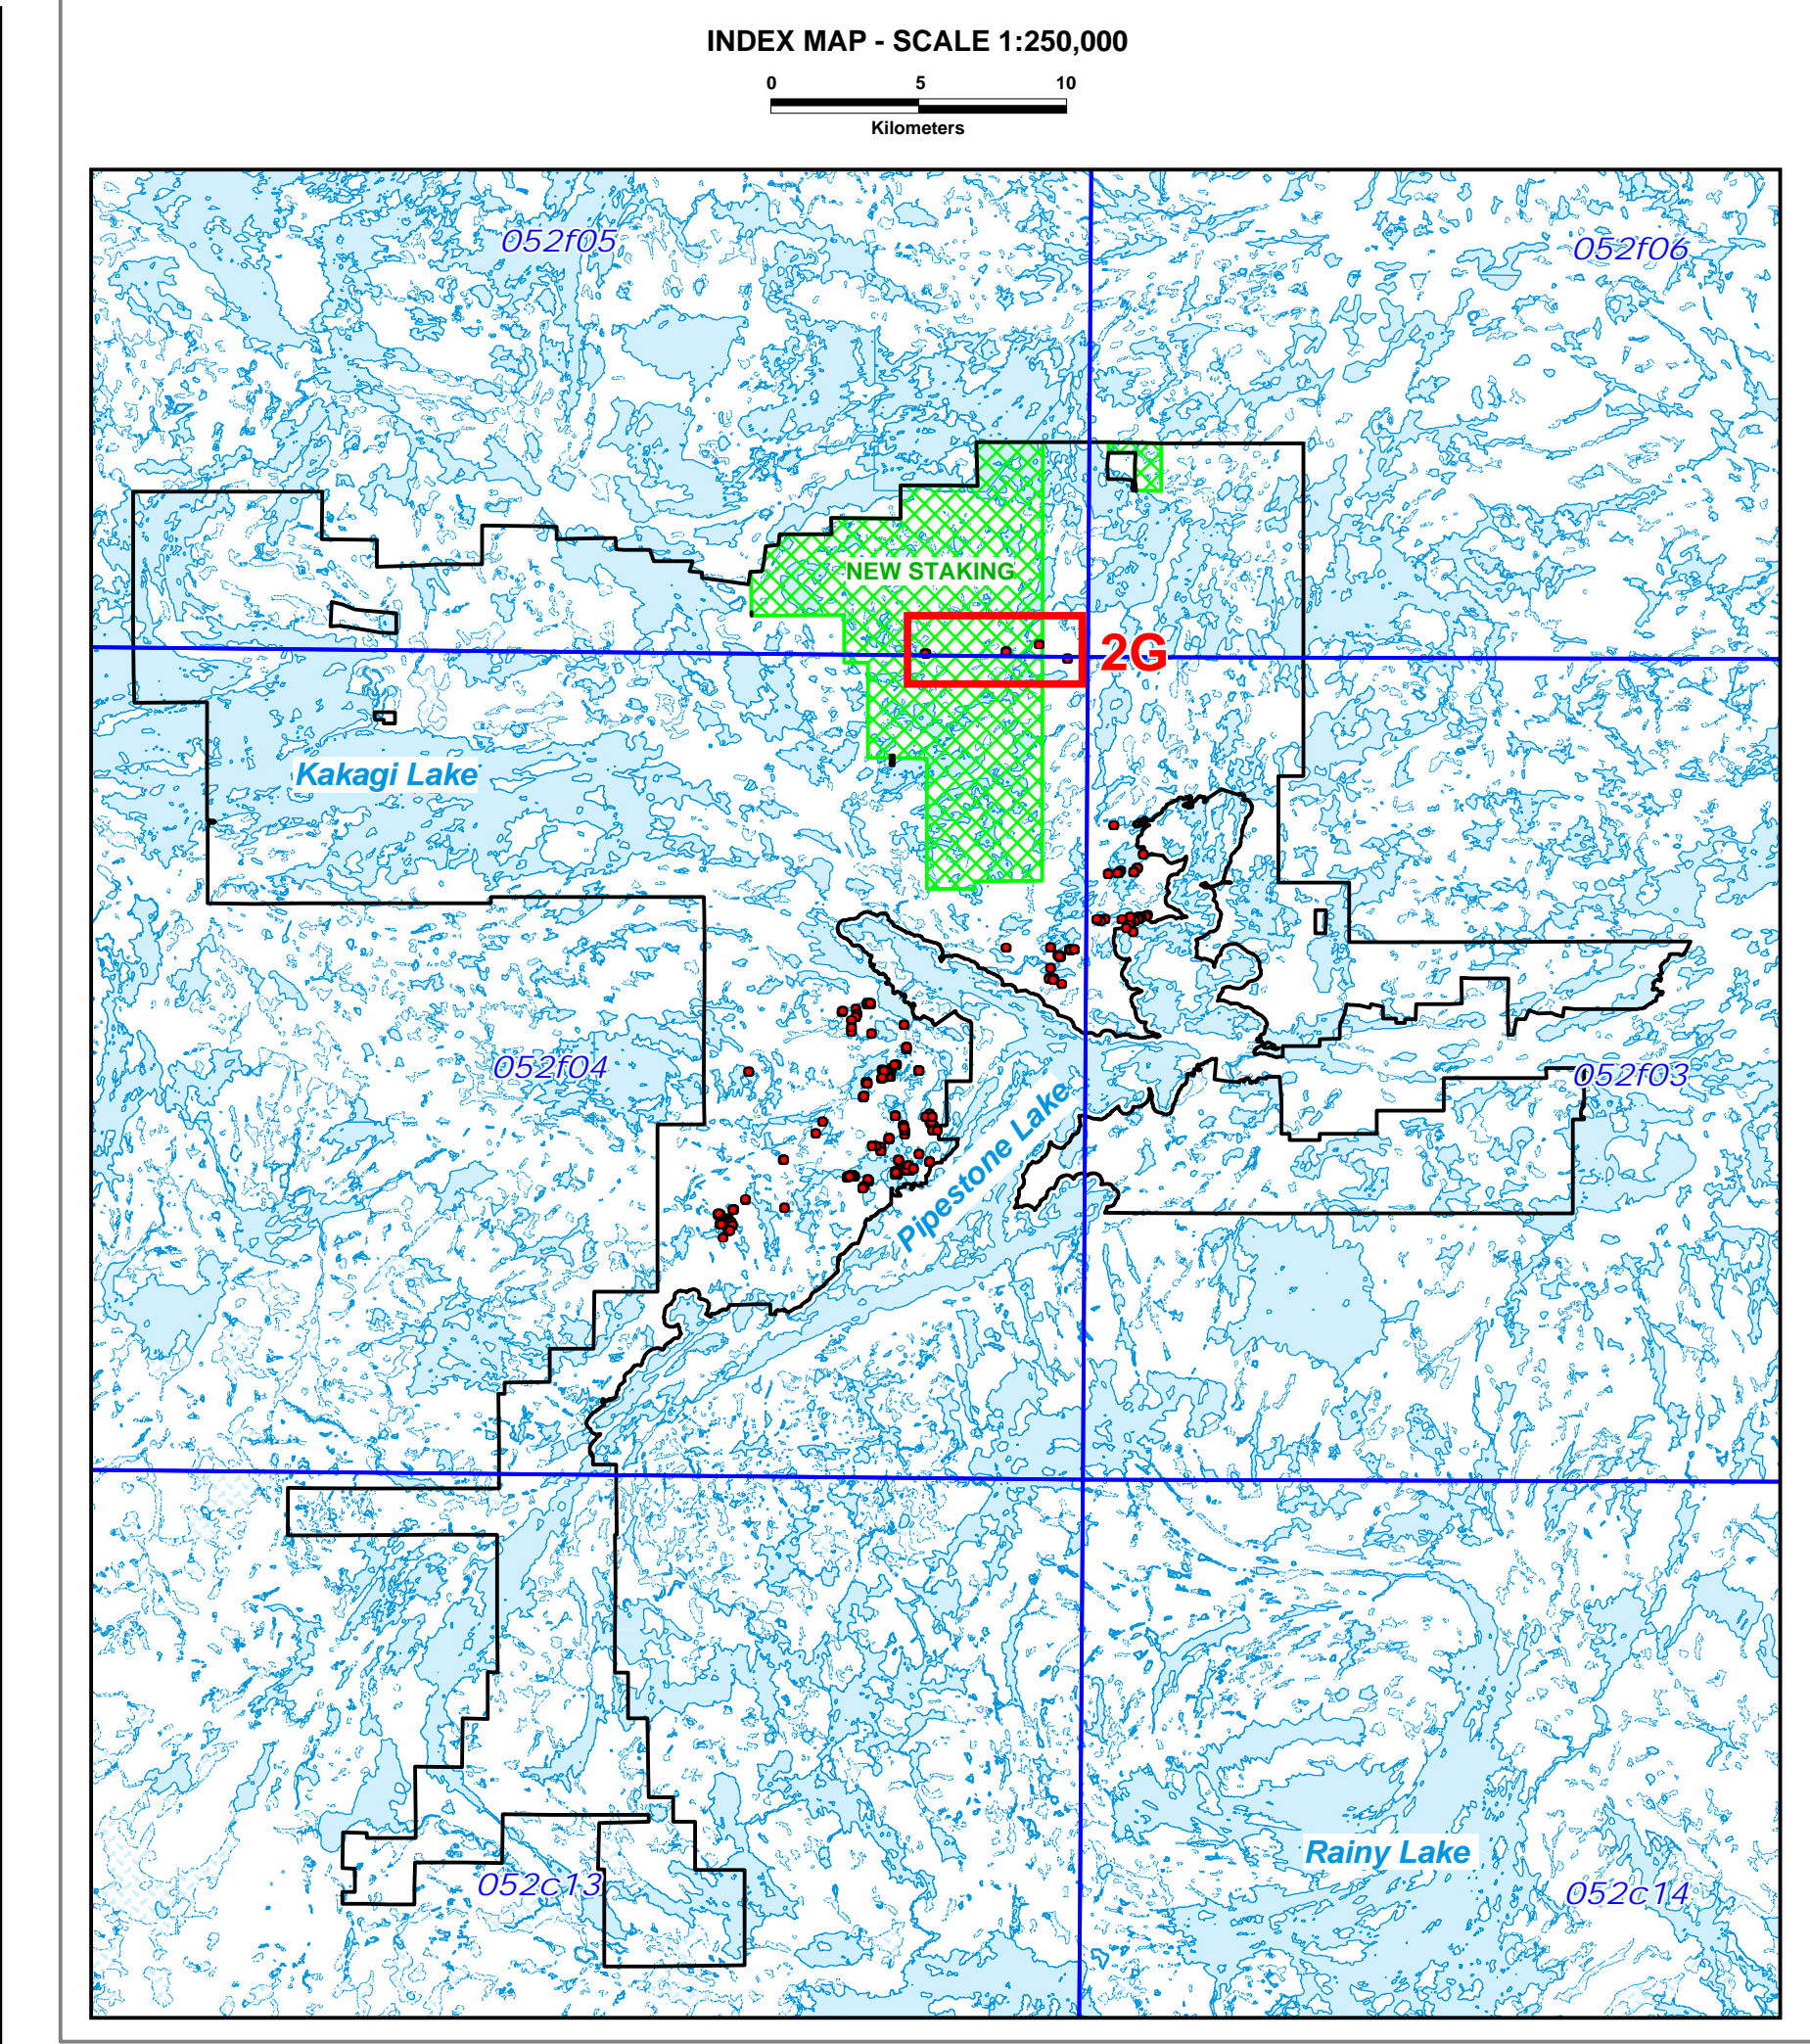 INDEX MAP - SCALE 1:250,000
0 5 10
Kilometers
052f05
052f06
NEW STAKING
2G
Kakagi Lake
052f04
052f03
Pipestone Lake
Rainy Lake
052c13
052c14